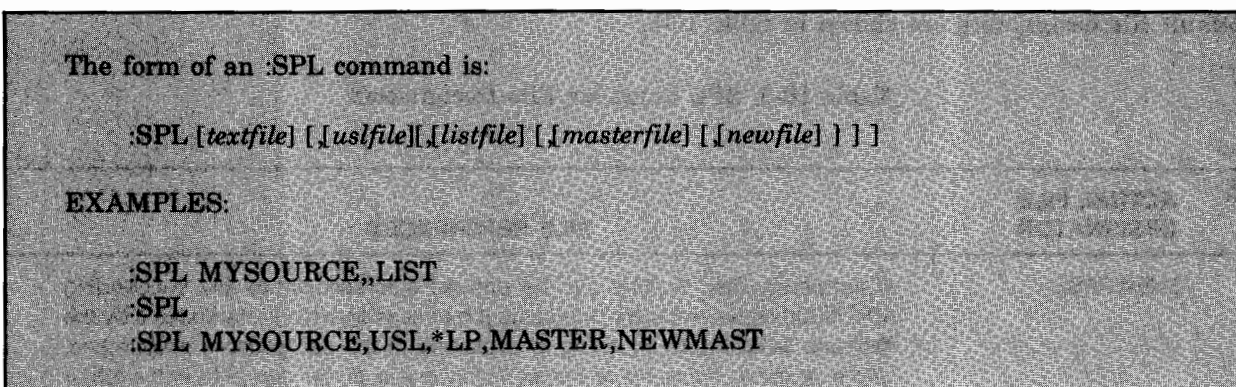 The form of an :SPL command is:
:SPL [textfile] [,[uslfile][,[listfile] [,[masterfile] [,[newfile] ] ] ]
EXAMPLES:
:SPL MYSOURCE,,LIST
:SPL
:SPL MYSOURCE,USL,*LP,MASTER,NEWMAST